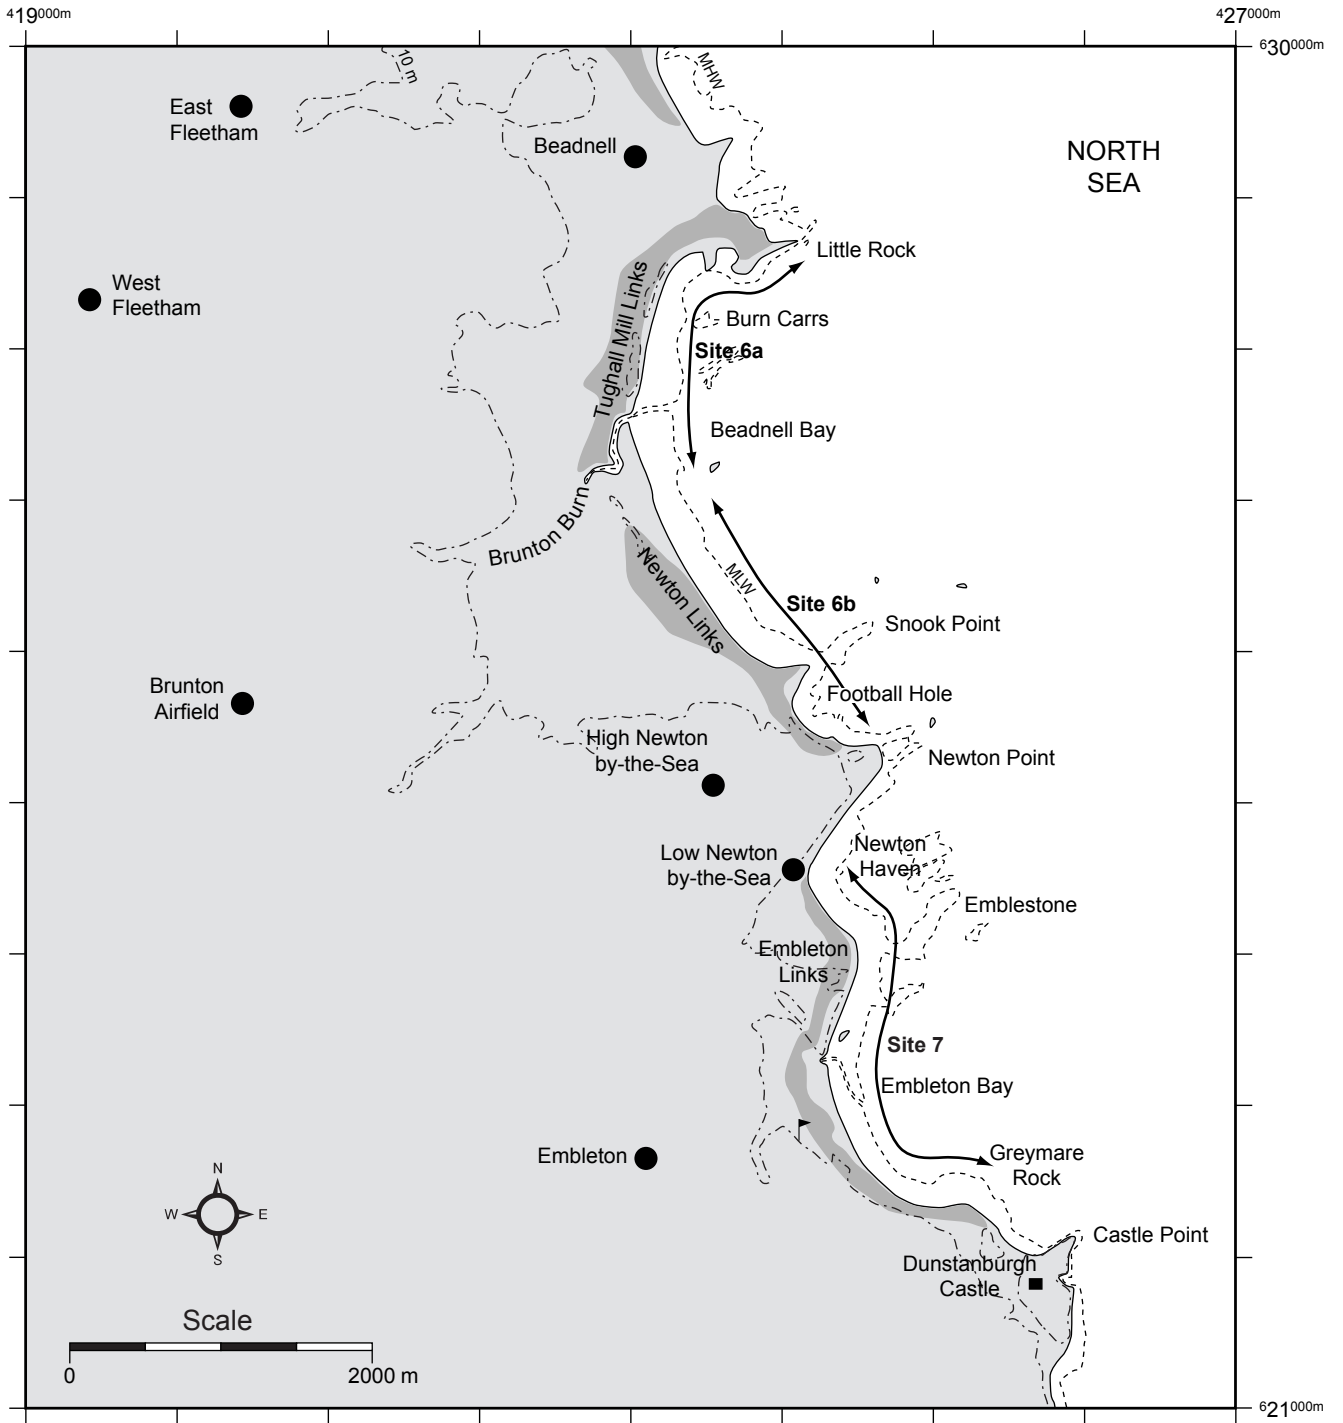 419000m
427000m
630000m
10 m
MHW
East
Fleetham
Beadnell
NORTH
SEA
Little Rock
West
Fleetham
Tughall Mill Links
Burn Carrs
Site 6a
Beadnell Bay
Brunton Burn
Newton Links
MLW
Site 6b
Snook Point
Brunton
Airfield
Football Hole
High Newton
by-the-Sea
Newton Point
Low Newton
by-the-Sea
Newton
Haven
Emblestone
Embleton
Links
Site 7
Embleton Bay
Embleton
Greymare
Rock
N
W
E
S
Castle Point
Dunstanburgh
Castle
Scale
0
2000 m
621000m